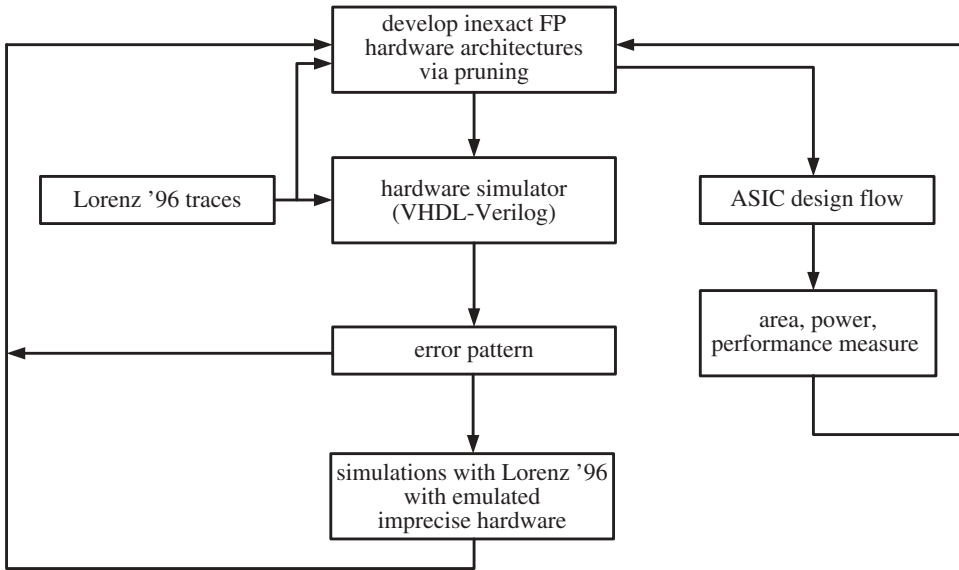 develop inexact FP
hardware architectures
via pruning
Lorenz ’96 traces
hardware simulator
(VHDL-Verilog)
ASIC design flow
error pattern
area, power,
performance measure
simulations with Lorenz ’96
with emulated
imprecise hardware